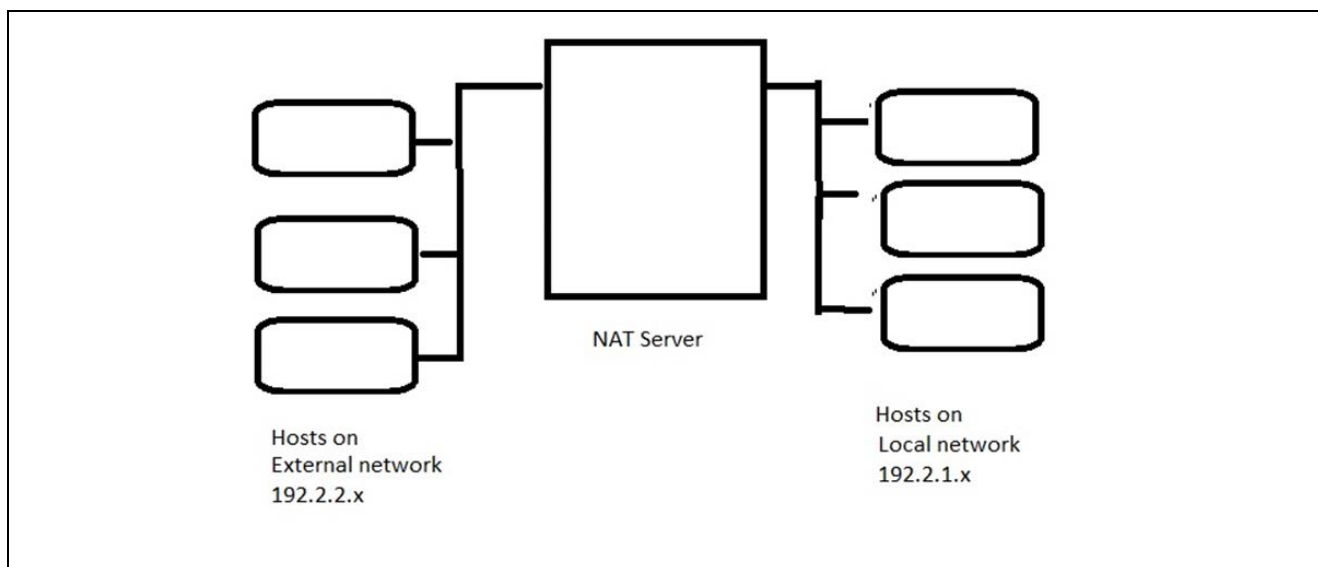 NAT Server
Hosts on
External network
192.2.2.x
Hosts on
Local network
192.2.1.x